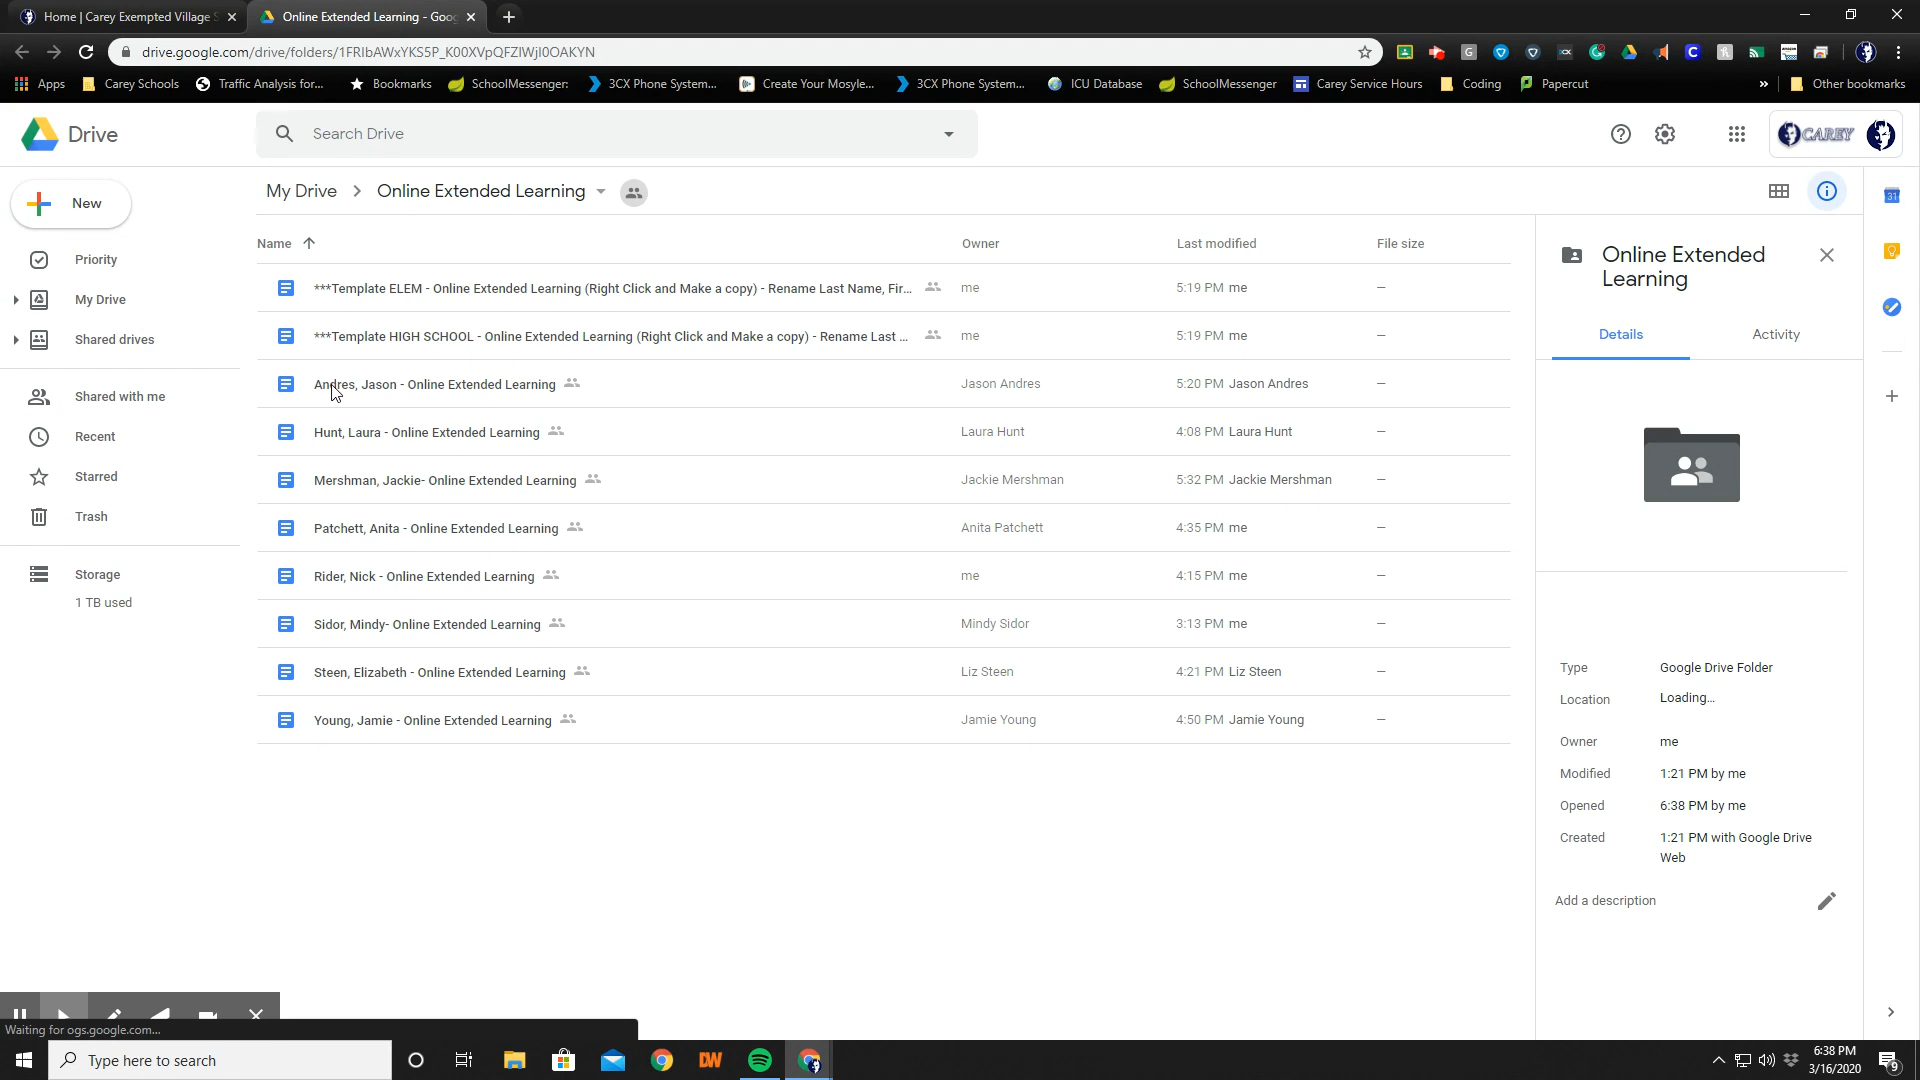 Home | Carey Exempted Village S
Online Extended Learning - Goog
drive.google.com/drive/folders/1FRIbAWxYKS5P_K00XVpQFZIWjI0OAKYN
Apps
Carey Schools
Traffic Analysis for...
Bookmarks
SchoolMessenger:
3CX Phone System...
Create Your Mosyle...
3CX Phone System...
ICU Database
SchoolMessenger
Carey Service Hours
Coding
Papercut
»
Other bookmarks
Drive
Search Drive
CAREY
New
Priority
My Drive
Shared drives
Shared with me
Recent
Starred
Trash
Storage
1 TB used
My Drive > Online Extended Learning
Name Owner Last modified File size
***Template ELEM - Online Extended Learning (Right Click and Make a copy) - Rename Last Name, Fir... me 5:19 PM me —
***Template HIGH SCHOOL - Online Extended Learning (Right Click and Make a copy) - Rename Last ... me 5:19 PM me —
Andres, Jason - Online Extended Learning Jason Andres 5:20 PM Jason Andres —
Hunt, Laura - Online Extended Learning Laura Hunt 4:08 PM Laura Hunt —
Mershman, Jackie- Online Extended Learning Jackie Mershman 5:32 PM Jackie Mershman —
Patchett, Anita - Online Extended Learning Anita Patchett 4:35 PM me —
Rider, Nick - Online Extended Learning me 4:15 PM me —
Sidor, Mindy- Online Extended Learning Mindy Sidor 3:13 PM me —
Steen, Elizabeth - Online Extended Learning Liz Steen 4:21 PM Liz Steen —
Young, Jamie - Online Extended Learning Jamie Young 4:50 PM Jamie Young —
Online Extended
Learning
Details Activity
Type Google Drive Folder
Location Loading...
Owner me
Modified 1:21 PM by me
Opened 6:38 PM by me
Created 1:21 PM with Google Drive
Web
Add a description
31
Waiting for ogs.google.com...
Type here to search
DW
6:38 PM
3/16/2020
9